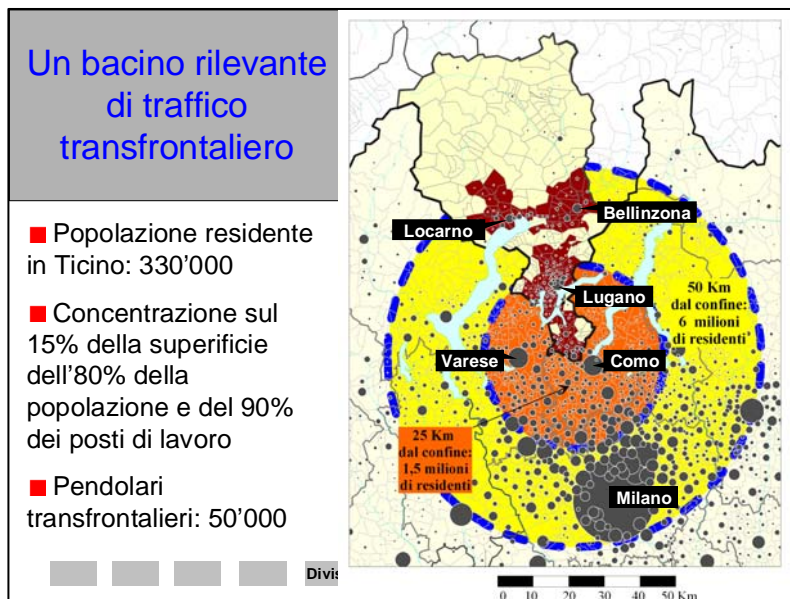 Un bacino rilevante
di traffico
transfrontaliero
Popolazione residente
in Ticino: 330'000
Concentrazione sul
15% della superificie
dell'80% della
popolazione e del 90%
dei posti di lavoro
Pendolari
transfrontalieri: 50'000
Divis
Locarno
Bellinzona
Lugano
50 Km
dal confine:
6 milioni
di residenti
Varese
Como
25 Km
dal confine:
1,5 milioni
di residenti
Milano
0 10 20 30 40 50 Km